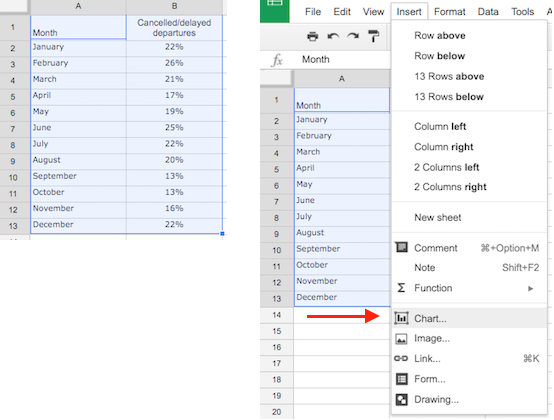 A B
1 Month Cancelled/delayed departures
2 January 22%
3 February 26%
4 March 21%
5 April 17%
6 May 19%
7 June 25%
8 July 22%
9 August 20%
10 September 13%
11 October 13%
12 November 16%
13 December 22%
File Edit View Insert Format Data Tools
fx Month
A
1 Month
2 January
3 February
4 March
5 April
6 May
7 June
8 July
9 August
10 September
11 October
12 November
13 December
14
15
16
17
18
19
20
Row above
Row below
13 Rows above
13 Rows below
Column left
Column right
2 Columns left
2 Columns right
New sheet
Comment ⌘+Option+M
Note Shift+F2
Σ Function ►
Chart...
Image...
Link... ⌘K
Form...
Drawing...